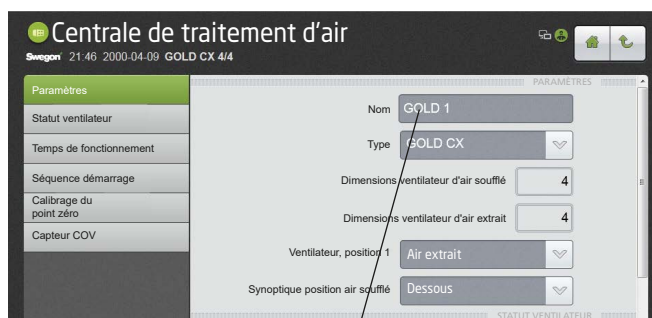 Centrale de traitement d'air
Swegon 21:46 2000-04-09 GOLD CX 4/4
Paramètres
Statut ventilateur
Temps de fonctionnement
Séquence démarrage
Calibrage du
point zéro
Capteur COV
PARAMÈTRES
Nom GOLD 1
Type GOLD CX
Dimensions ventilateur d'air soufflé 4
Dimensions ventilateur d'air extrait 4
Ventilateur, position 1 Air extrait
Synoptique position air soufflé Dessous
STATUT VENTILATEUR